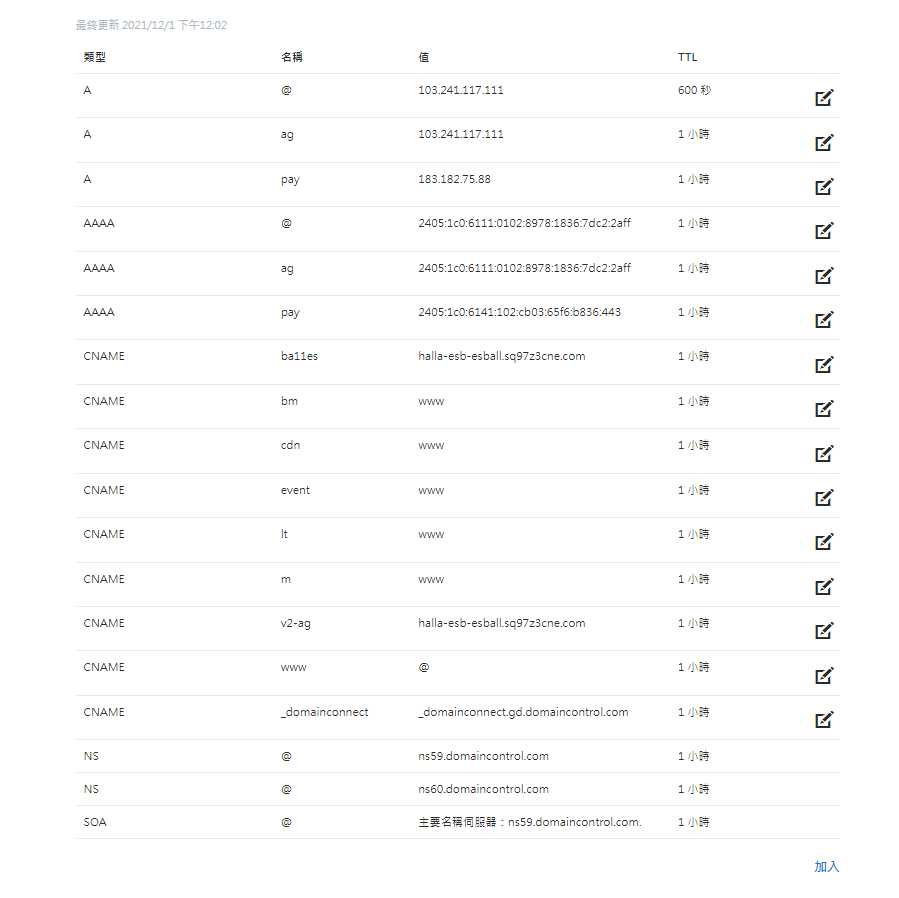 最終更新 2021/12/1 下午12:02
類型 名稱 值 TTL
A @ 103.241.117.111 600 秒
A ag 103.241.117.111 1 小時
A pay 183.182.75.88 1 小時
AAAA @ 2405:1c0:6111:0102:8978:1836:7dc2:2aff 1 小時
AAAA ag 2405:1c0:6111:0102:8978:1836:7dc2:2aff 1 小時
AAAA pay 2405:1c0:6141:102:cb03:65f6:b836:443 1 小時
CNAME ba11es halla-esb-esball.sq97z3cne.com 1 小時
CNAME bm www 1 小時
CNAME cdn www 1 小時
CNAME event www 1 小時
CNAME lt www 1 小時
CNAME m www 1 小時
CNAME v2-ag halla-esb-esball.sq97z3cne.com 1 小時
CNAME www @ 1 小時
CNAME _domainconnect _domainconnect.gd.domaincontrol.com 1 小時
NS @ ns59.domaincontrol.com 1 小時
NS @ ns60.domaincontrol.com 1 小時
SOA @ 主要名稱伺服器：ns59.domaincontrol.com. 1 小時
加入